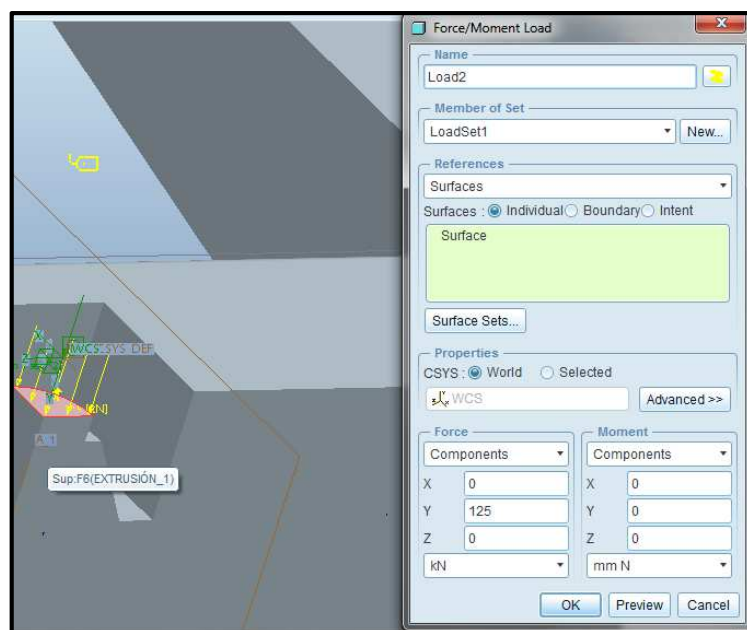 Force/Moment Load
Name
Load2
Member of Set
LoadSet1
New...
References
Surfaces
Surfaces : Individual Boundary Intent
Surface
Surface Sets...
Properties
CSYS : World Selected
WCS
Advanced >>
Force
Components
X 0
Y 125
Z 0
kN
Moment
Components
X 0
Y 0
Z 0
mm N
OK
Preview
Cancel
A_1
Sup:F6(EXTRUSIÓN_1)